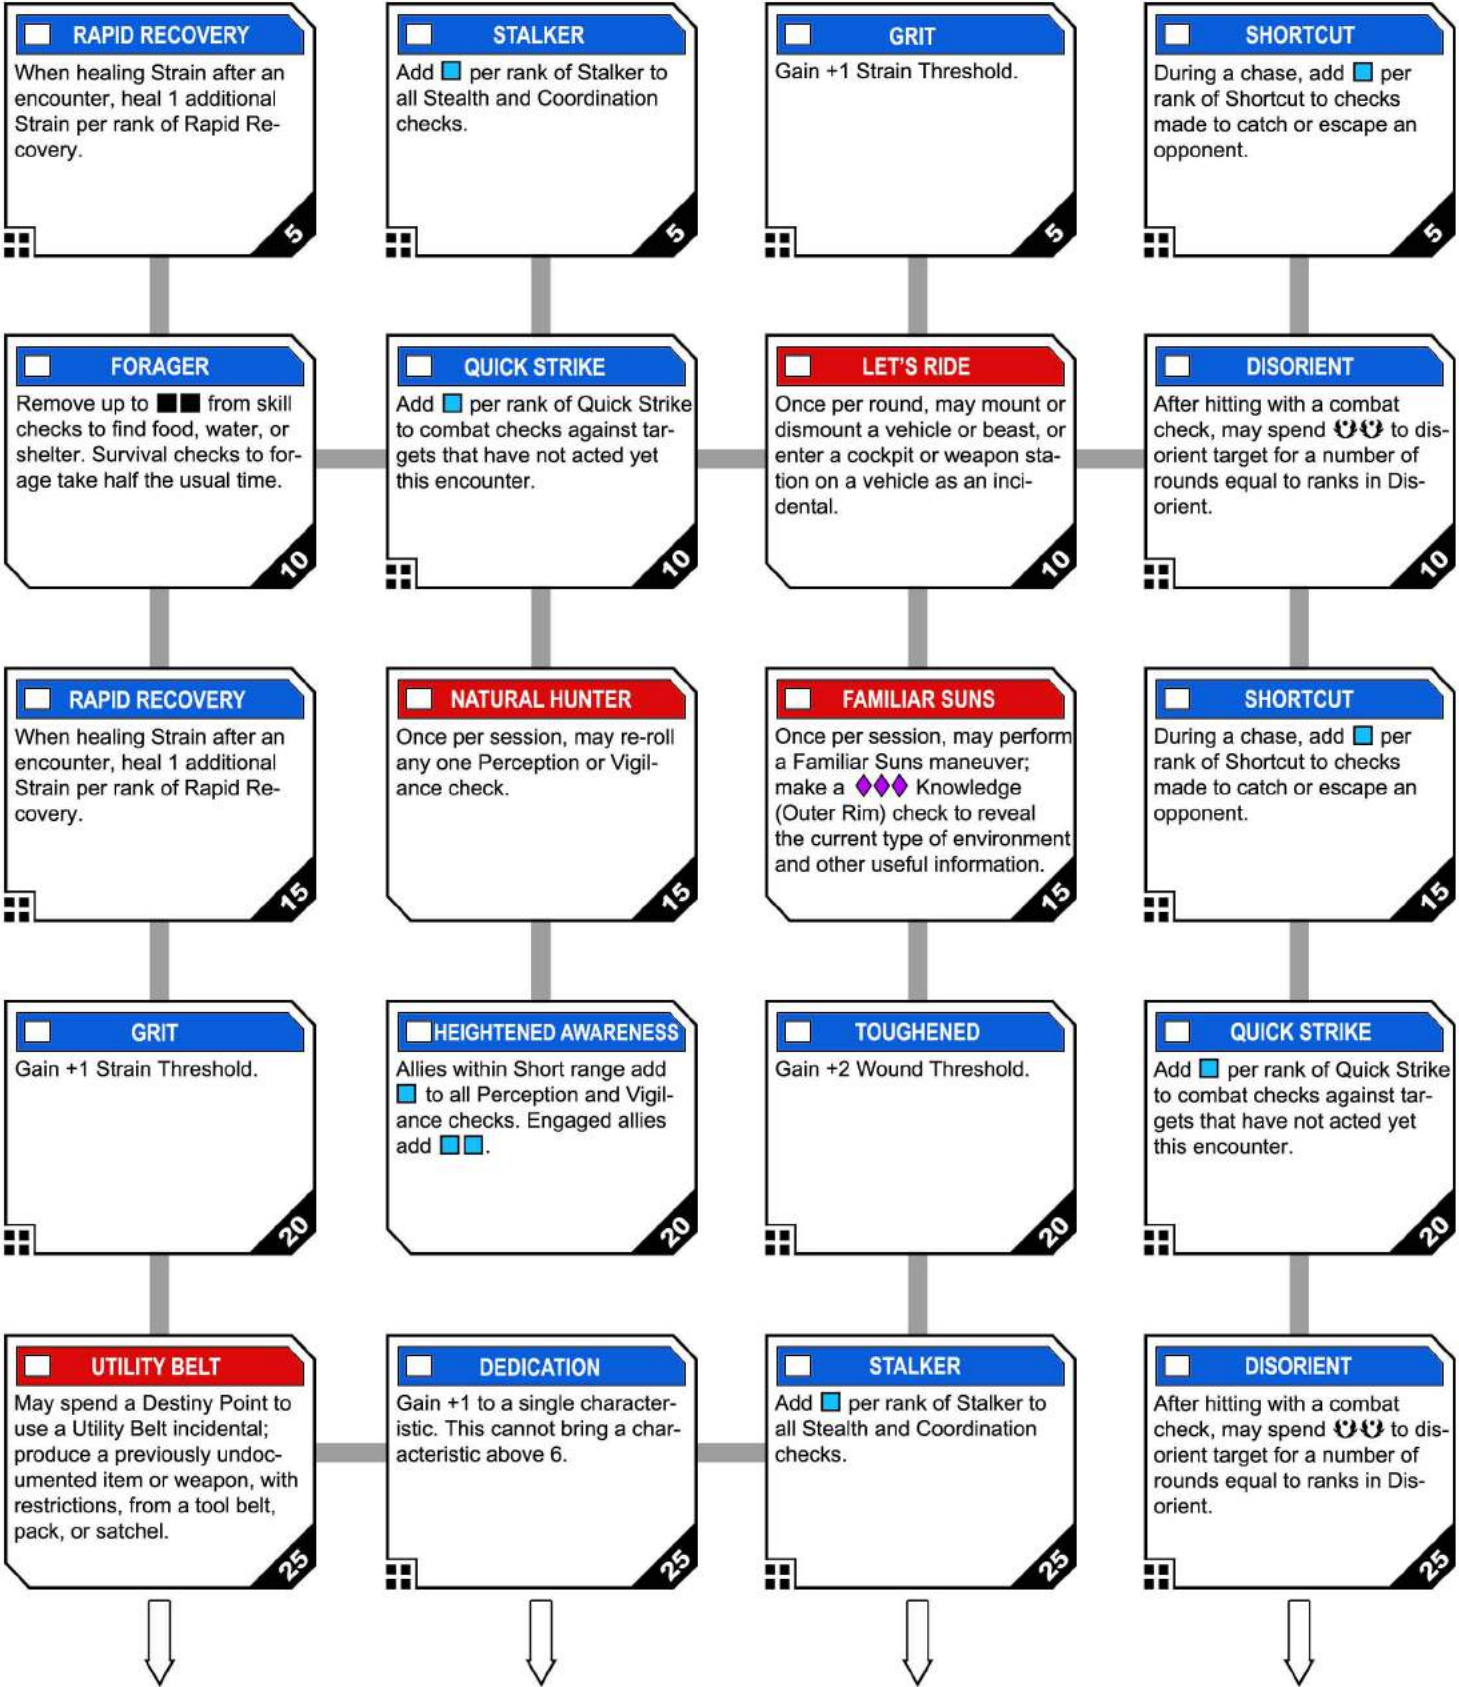 RAPID RECOVERY
When healing Strain after an
encounter, heal 1 additional
Strain per rank of Rapid Re-
covery.
5
STALKER
Add per rank of Stalker to
all Stealth and Coordination
checks.
5
GRIT
Gain +1 Strain Threshold.
5
SHORTCUT
During a chase, add per
rank of Shortcut to checks
made to catch or escape an
opponent.
5
FORAGER
Remove up to from skill
checks to find food, water, or
shelter. Survival checks to for-
age take half the usual time.
10
QUICK STRIKE
Add per rank of Quick Strike
to combat checks against tar-
gets that have not acted yet
this encounter.
10
LET'S RIDE
Once per round, may mount or
dismount a vehicle or beast, or
enter a cockpit or weapon sta-
tion on a vehicle as an inci-
dental.
10
DISORIENT
After hitting with a combat
check, may spend to dis-
orient target for a number of
rounds equal to ranks in Dis-
orient.
10
RAPID RECOVERY
When healing Strain after an
encounter, heal 1 additional
Strain per rank of Rapid Re-
covery.
15
NATURAL HUNTER
Once per session, may re-roll
any one Perception or Vigil-
ance check.
15
FAMILIAR SUNS
Once per session, may perform
a Familiar Suns maneuver;
make a Knowledge
(Outer Rim) check to reveal
the current type of environment
and other useful information.
15
SHORTCUT
During a chase, add per
rank of Shortcut to checks
made to catch or escape an
opponent.
15
GRIT
Gain +1 Strain Threshold.
20
HEIGHTENED AWARENESS
Allies within Short range add
to all Perception and Vigil-
ance checks. Engaged allies
add .
20
TOUGHENED
Gain +2 Wound Threshold.
20
QUICK STRIKE
Add per rank of Quick Strike
to combat checks against tar-
gets that have not acted yet
this encounter.
20
UTILITY BELT
May spend a Destiny Point to
use a Utility Belt incidental;
produce a previously undoc-
umented item or weapon, with
restrictions, from a tool belt,
pack, or satchel.
25
DEDICATION
Gain +1 to a single character-
istic. This cannot bring a char-
acteristic above 6.
25
STALKER
Add per rank of Stalker to
all Stealth and Coordination
checks.
25
DISORIENT
After hitting with a combat
check, may spend to dis-
orient target for a number of
rounds equal to ranks in Dis-
orient.
25